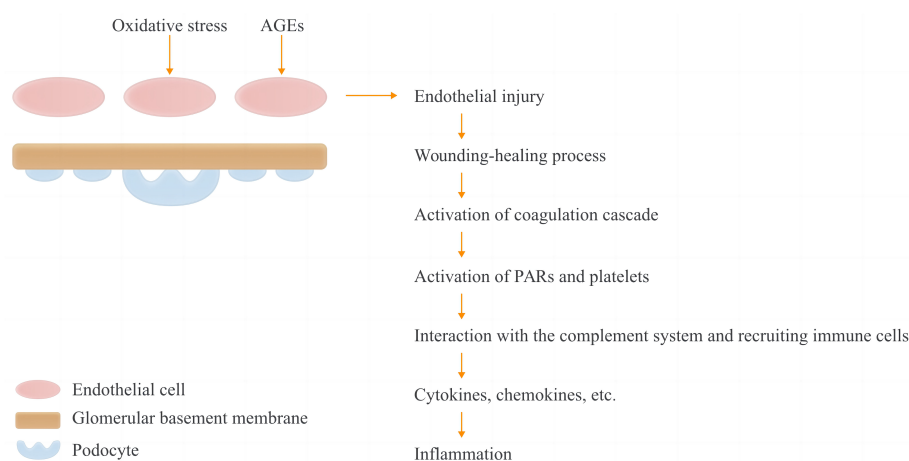 Oxidative stress
AGEs
Endothelial injury
Wounding-healing process
Activation of coagulation cascade
Activation of PARs and platelets
Interaction with the complement system and recruiting immune cells
Cytokines, chemokines, etc.
Inflammation
Endothelial cell
Glomerular basement membrane
Podocyte